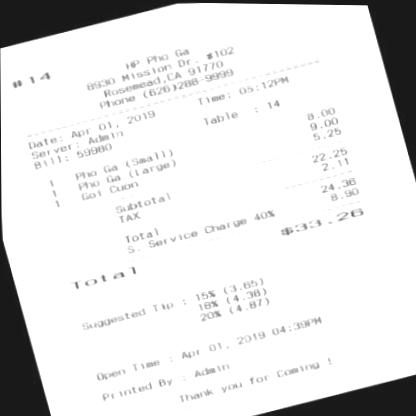 #14
HP Pho Ga
8930 Mission Dr. #102
Rosemead,CA 91770
Phone (626)288-9999
Date: Apr 01, 2019 Time: 05:12PM
Server: Admin Table : 14
Bill: 59980
1 Pho Ga (Small) 8.00
1 Pho Ga (Large) 9.00
1 Goi Cuon 5.25
Subtotal 22.25
TAX 2.11
Total 24.36
S. Service Charge 40% 8.90
Total $33.26
Suggested Tip : 15% (3.65)
18% (4.38)
20% (4.87)
Open Time : Apr 01, 2019 04:39PM
Printed By : Admin
Thank you for Coming !